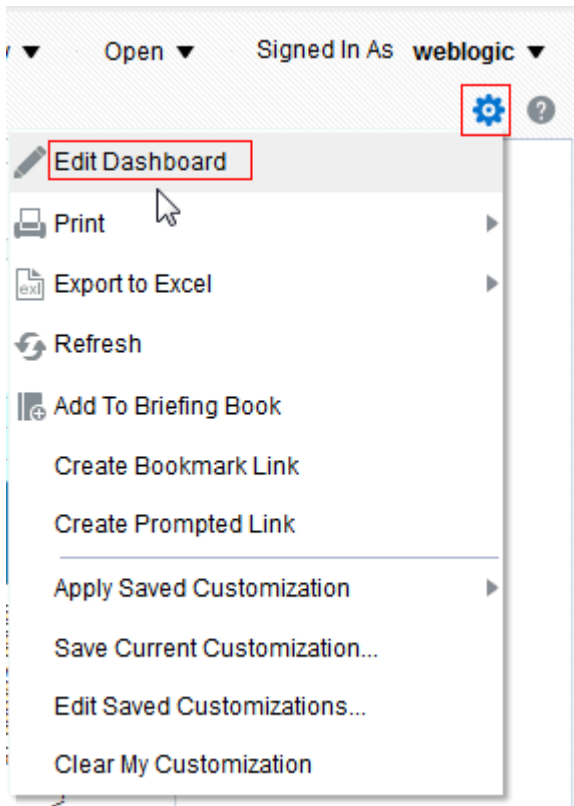 y Open Signed In As weblogic
?
Edit Dashboard
Print
exl Export to Excel
Refresh
Add To Briefing Book
Create Bookmark Link
Create Prompted Link
Apply Saved Customization
Save Current Customization...
Edit Saved Customizations...
Clear My Customization